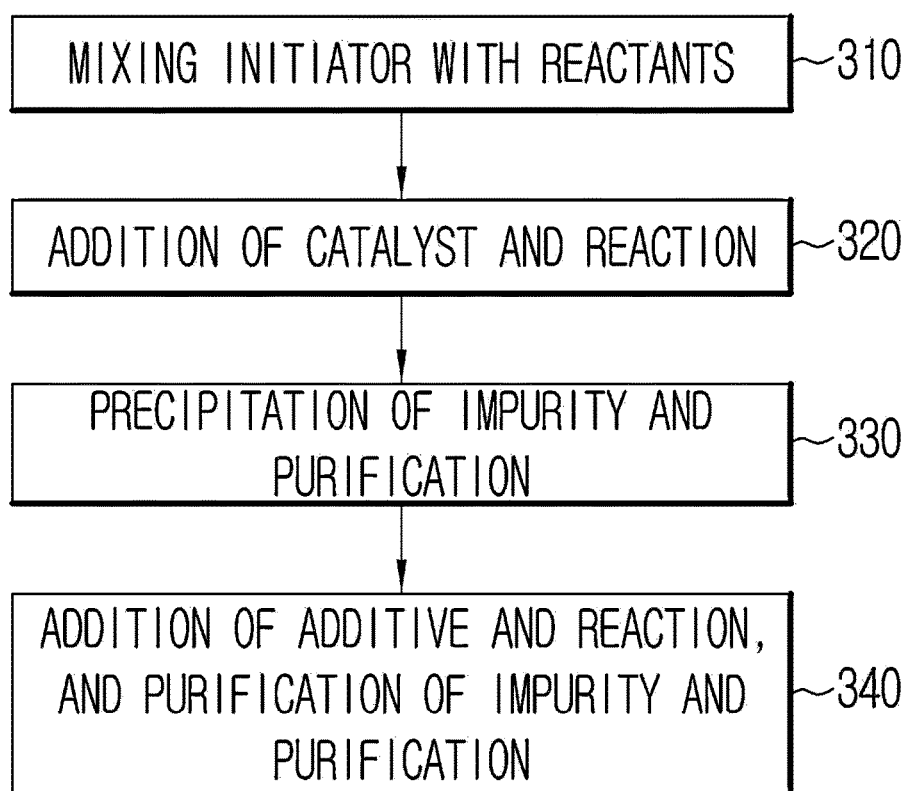 MIXING INITIATOR WITH REACTANTS 310
ADDITION OF CATALYST AND REACTION 320
PRECIPITATION OF IMPURITY AND
PURIFICATION 330
ADDITION OF ADDITIVE AND REACTION,
AND PURIFICATION OF IMPURITY AND 340
PURIFICATION